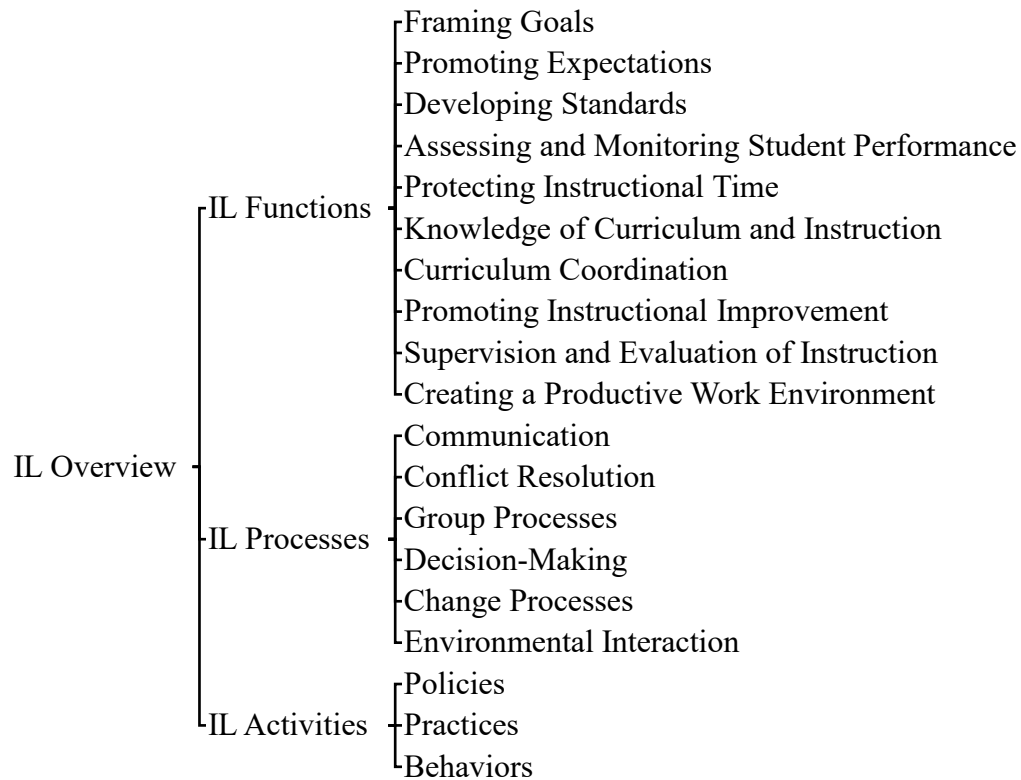 Framing Goals
Promoting Expectations
Developing Standards
Assessing and Monitoring Student Performance
Protecting Instructional Time
IL Functions
Knowledge of Curriculum and Instruction
Curriculum Coordination
Promoting Instructional Improvement
Supervision and Evaluation of Instruction
Creating a Productive Work Environment
Communication
IL Overview
Conflict Resolution
Group Processes
IL Processes
Decision-Making
Change Processes
Environmental Interaction
Policies
IL Activities
Practices
Behaviors